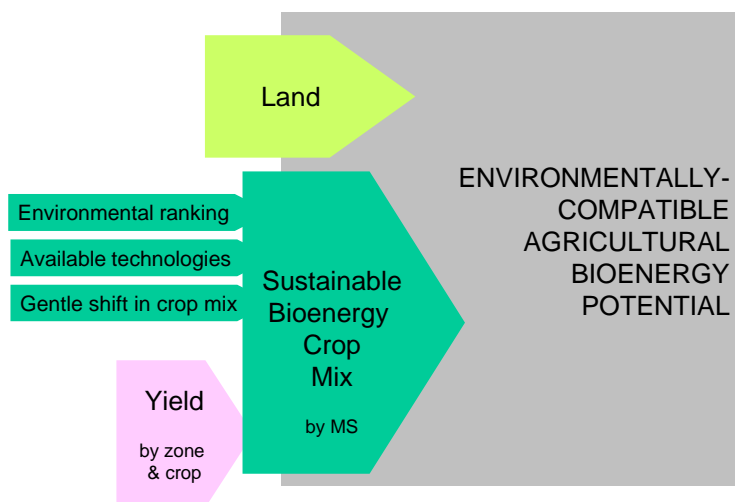 Land
ENVIRONMENTALLY-
COMPATIBLE
AGRICULTURAL
BIOENERGY
POTENTIAL
Environmental ranking
Available technologies
Gentle shift in crop mix
Sustainable
Bioenergy
Crop
Mix
by MS
Yield
by zone
& crop